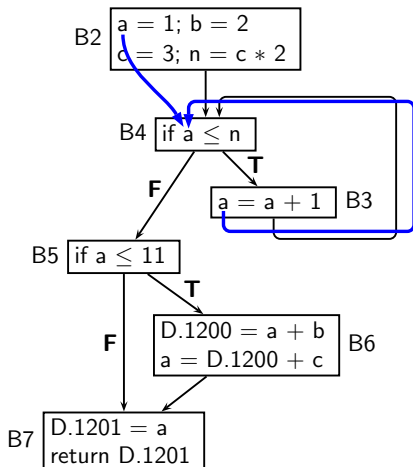 B2
a = 1; b = 2
c = 3; n = c * 2
B4
if a ≤ n
T
F
a = a + 1
B3
B5
if a ≤ 11
T
F
D.1200 = a + b
a = D.1200 + c
B6
B7
D.1201 = a
return D.1201